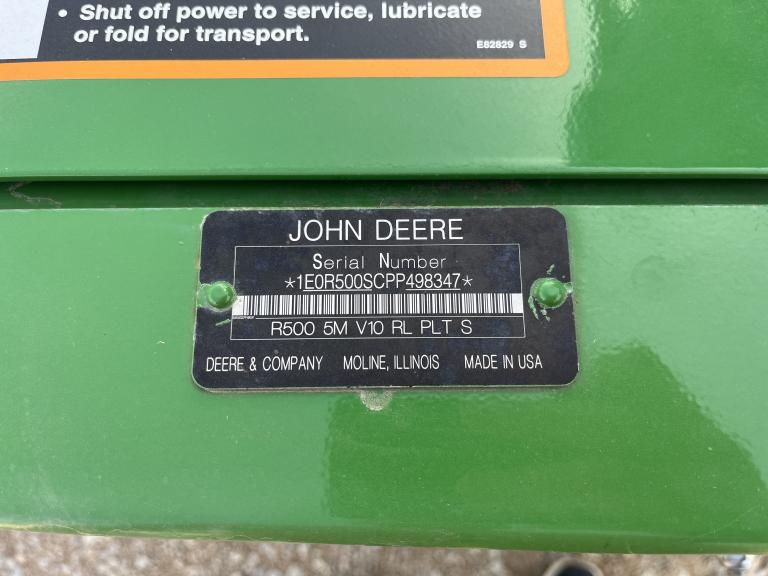 • Shut off power to service, lubricate
or fold for transport.
E82829 S
JOHN DEERE
Serial Number
*1E0R500SCPP498347*
R500 5M V10 RL PLT S
DEERE & COMPANY MOLINE, ILLINOIS MADE IN USA